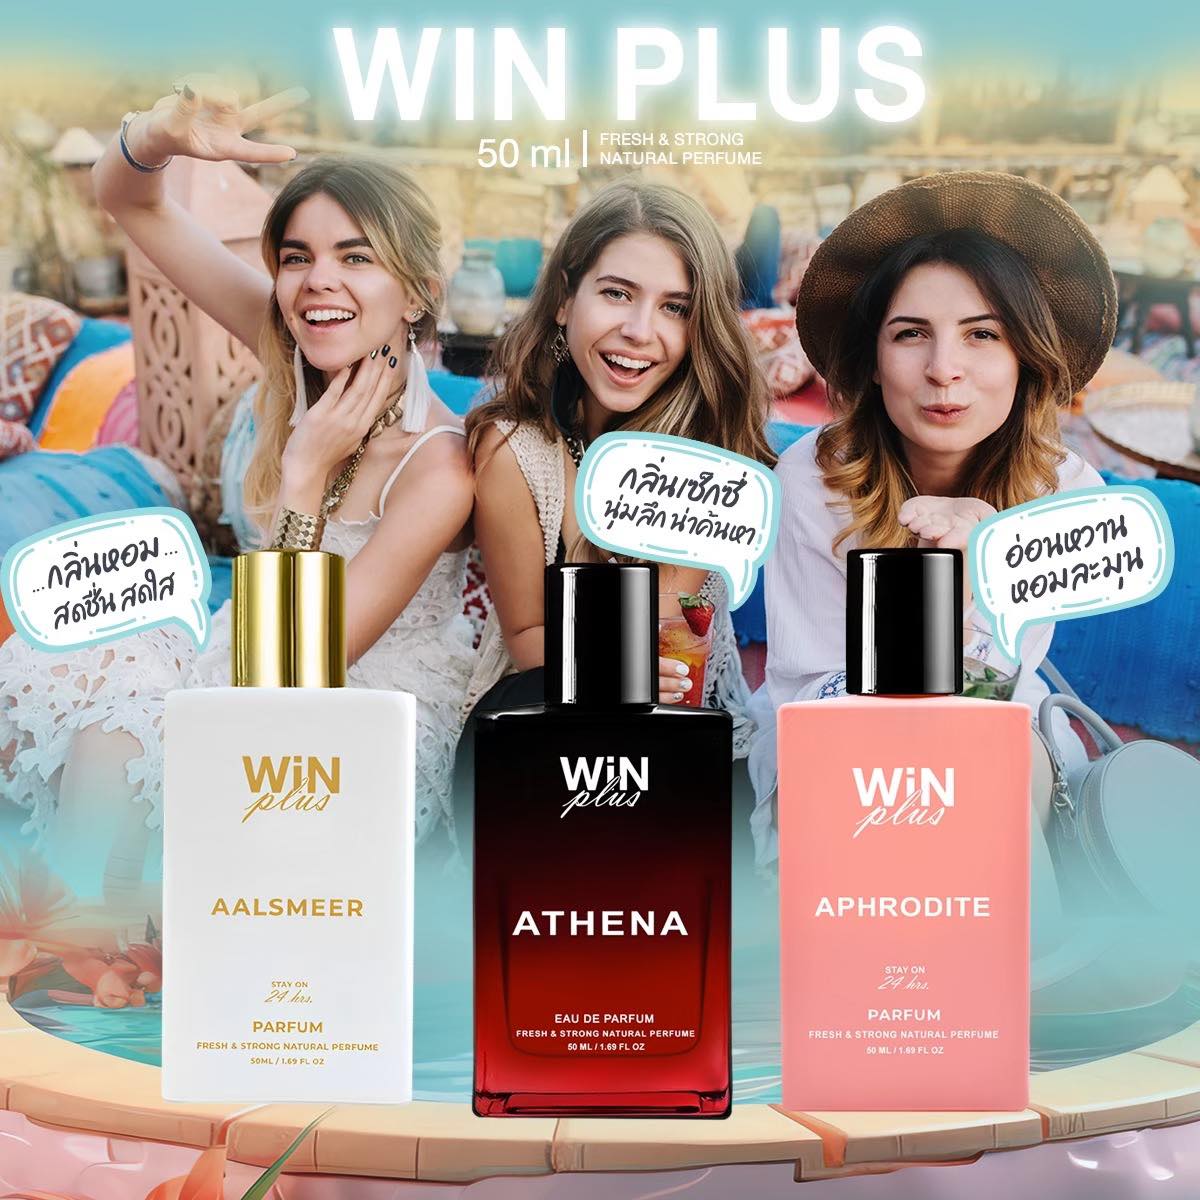 WIN PLUS
50 ml
FRESH & STRONG
NATURAL PERFUME
...กลิ่นหอม...
สดชื่น สดใส
กลิ่นเซ็กซี่
นุ่มลึก น่าค้นหา
อ่อนหวาน
หอมละมุน
WiN
plus
AALSMEER
STAY ON
24 hrs.
PARFUM
FRESH & STRONG NATURAL PERFUME
50ML / 1.69 FL OZ
WiN
plus
ATHENA
EAU DE PARFUM
FRESH & STRONG NATURAL PERFUME
50 ML / 1.69 FL OZ
WiN
plus
APHRODITE
STAY ON
24 hrs.
PARFUM
FRESH & STRONG NATURAL PERFUME
50 ML / 1.69 FL OZ